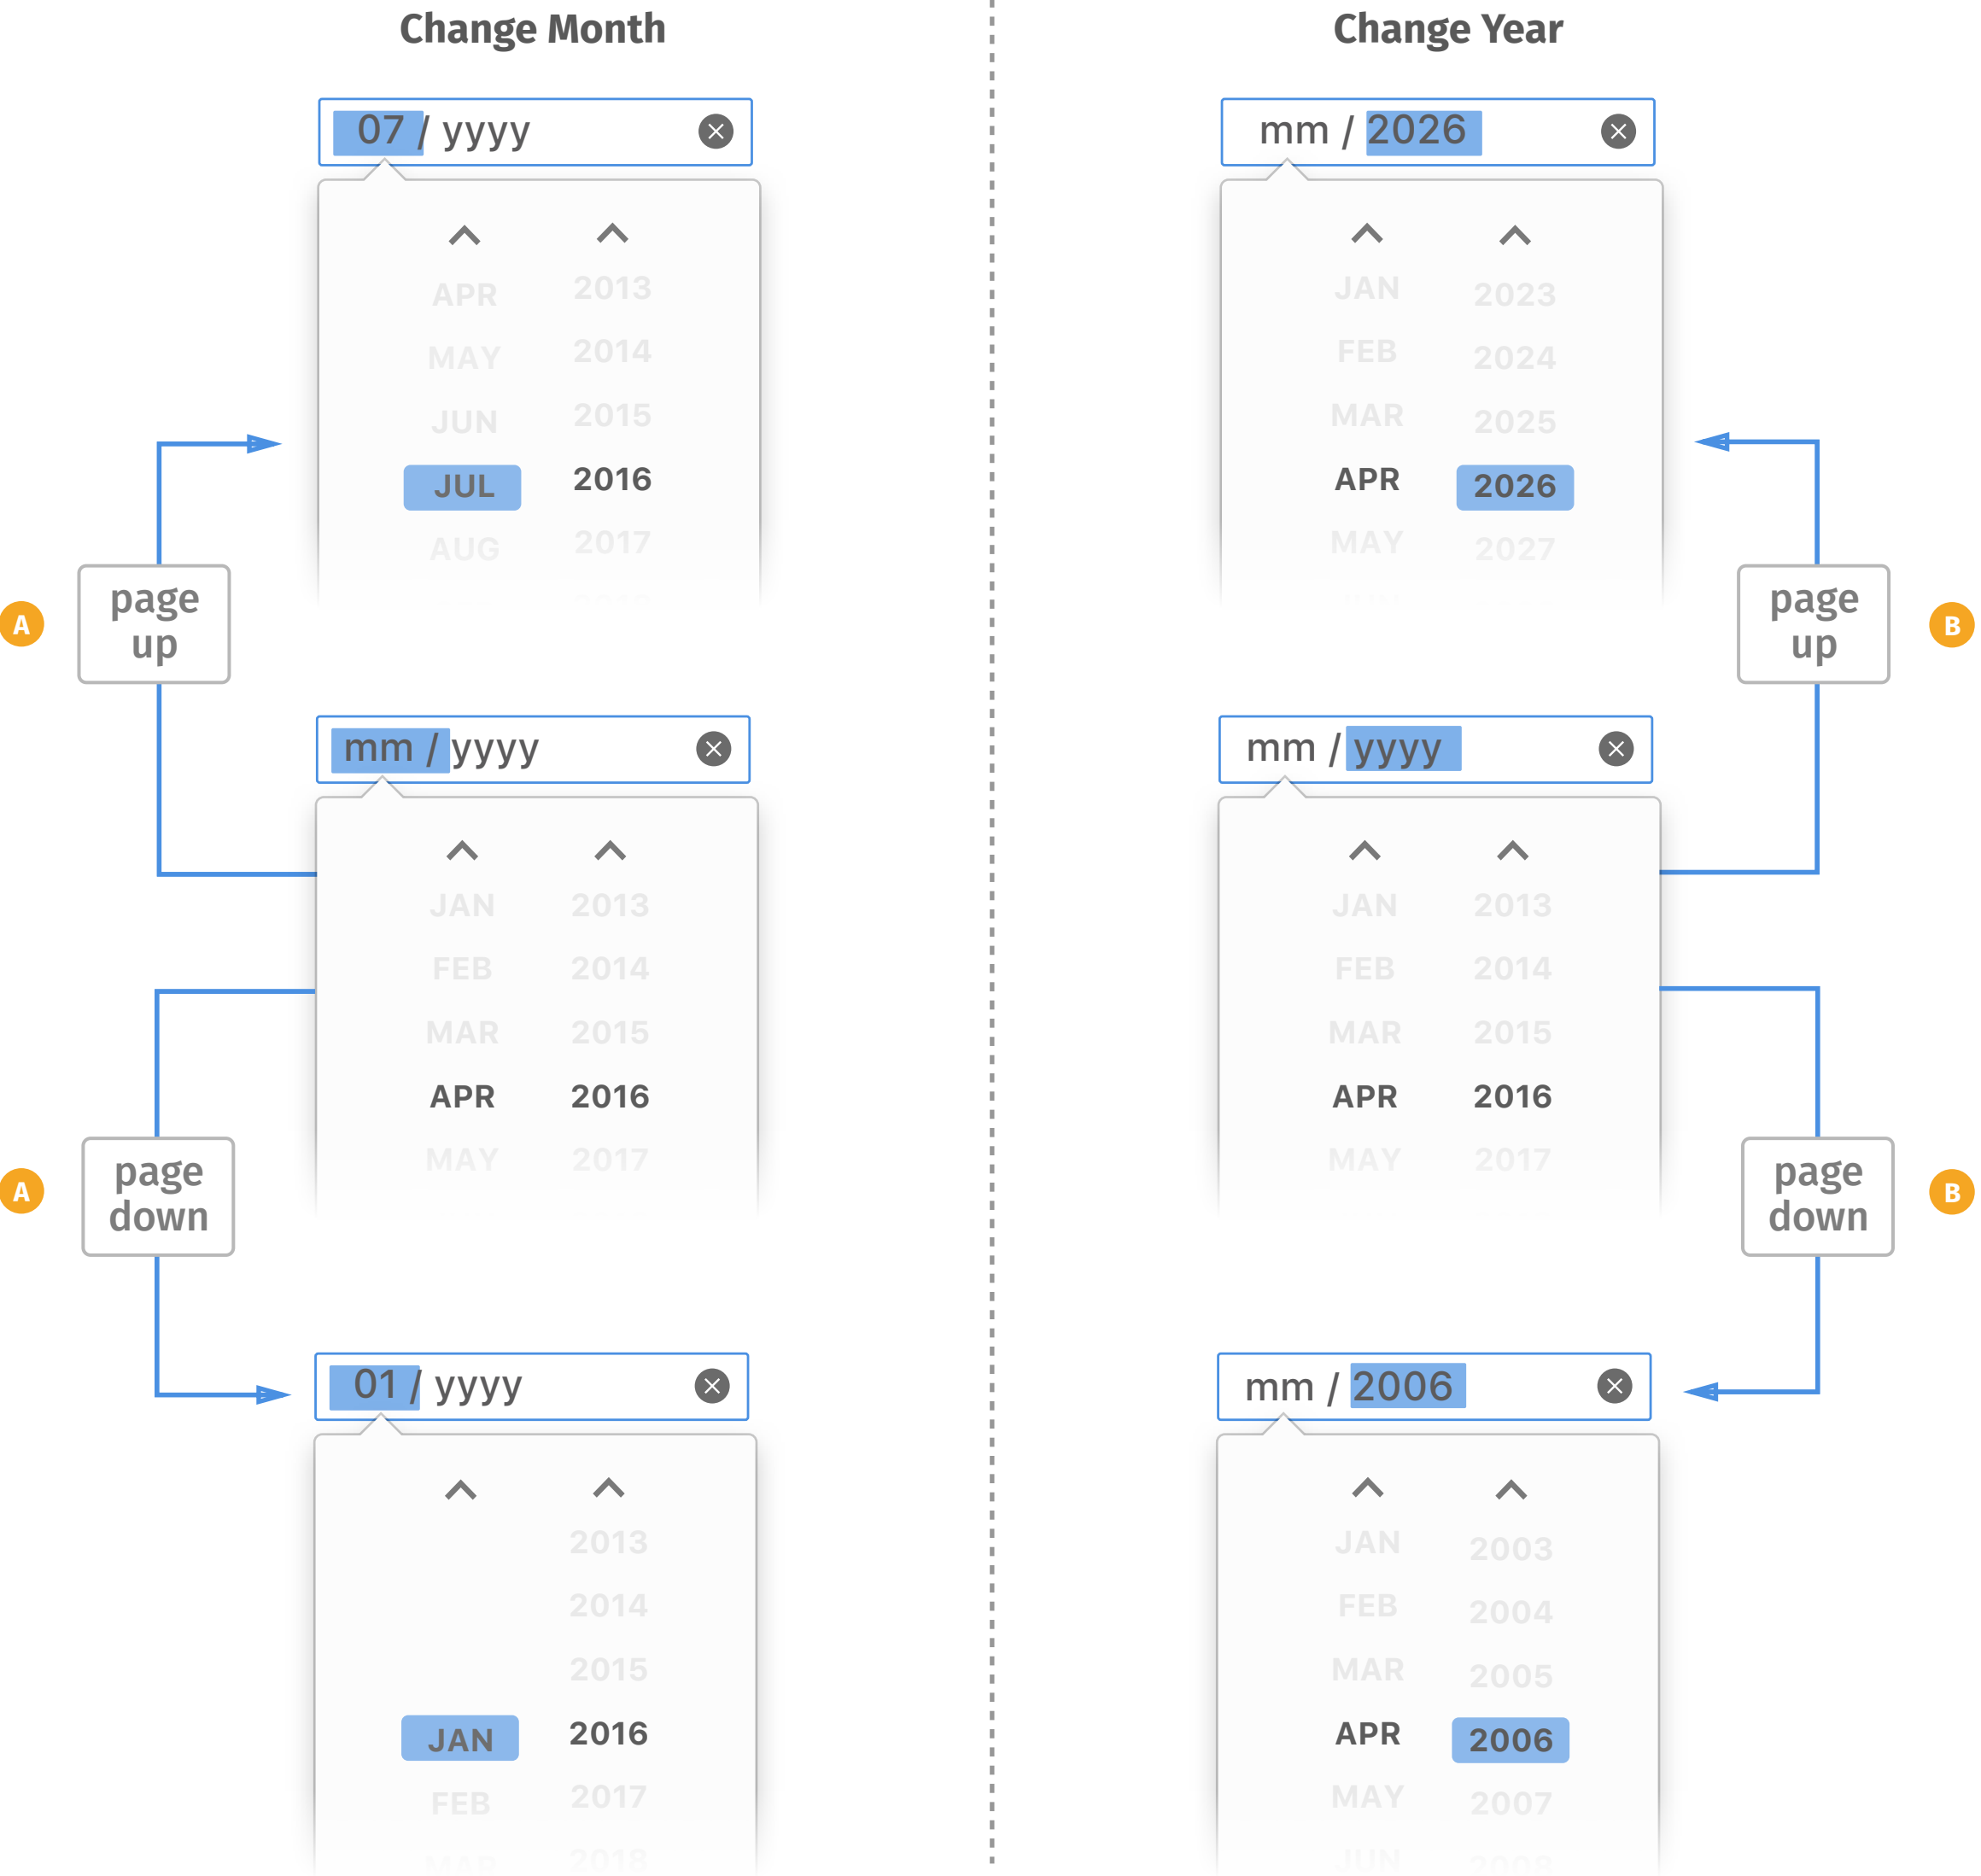 Change Month
Change Year
07 / yyyy
mm / 2026
APR 2013
MAY 2014
JUN 2015
JUL 2016
AUG 2017
JAN 2023
FEB 2024
MAR 2025
APR 2026
MAY 2027
A
page
up
page
up
B
mm / yyyy
mm / yyyy
JAN 2013
FEB 2014
MAR 2015
APR 2016
MAY 2017
JAN 2013
FEB 2014
MAR 2015
APR 2016
MAY 2017
A
page
down
page
down
B
01 / yyyy
mm / 2006
2013
2014
2015
JAN 2016
FEB 2017
MAR 2018
JAN 2003
FEB 2004
MAR 2005
APR 2006
MAY 2007
JUN 2008